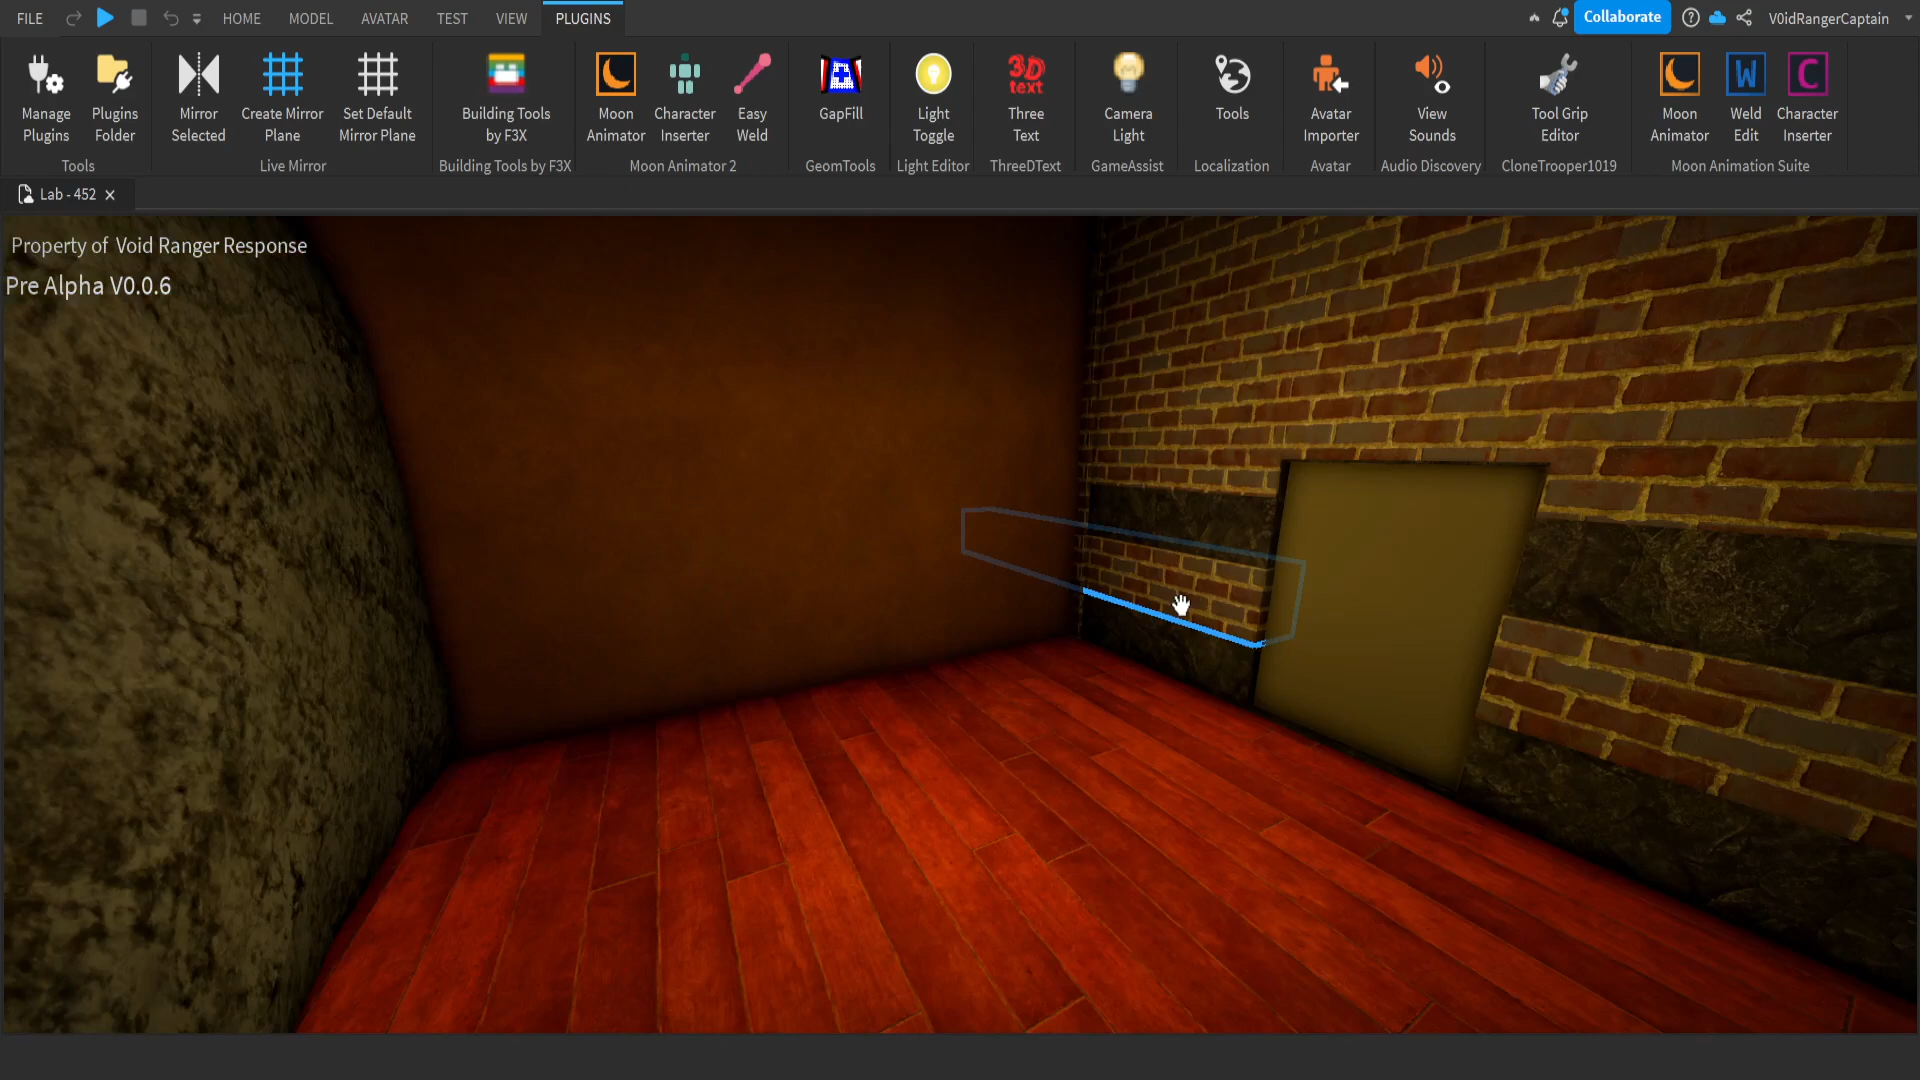 FILE HOME MODEL AVATAR TEST VIEW PLUGINS Collaborate V0idRangerCaptain
Manage Plugins
Plugins Folder
Tools
Mirror Selected
Create Mirror Plane
Set Default Mirror Plane
Live Mirror
Building Tools by F3X
Building Tools by F3X
Moon Animator
Character Inserter
Easy Weld
Moon Animator 2
GapFill
GeomTools
Light Toggle
Light Editor
3D text
Three Text
ThreeDText
Camera Light
GameAssist
Tools
Localization
Avatar Importer
Avatar
View Sounds
Audio Discovery
Tool Grip Editor
CloneTrooper1019
Moon Animator
W
Weld Edit
C
Character Inserter
Moon Animation Suite
Lab - 452
Property of Void Ranger Response
Pre Alpha V0.0.6